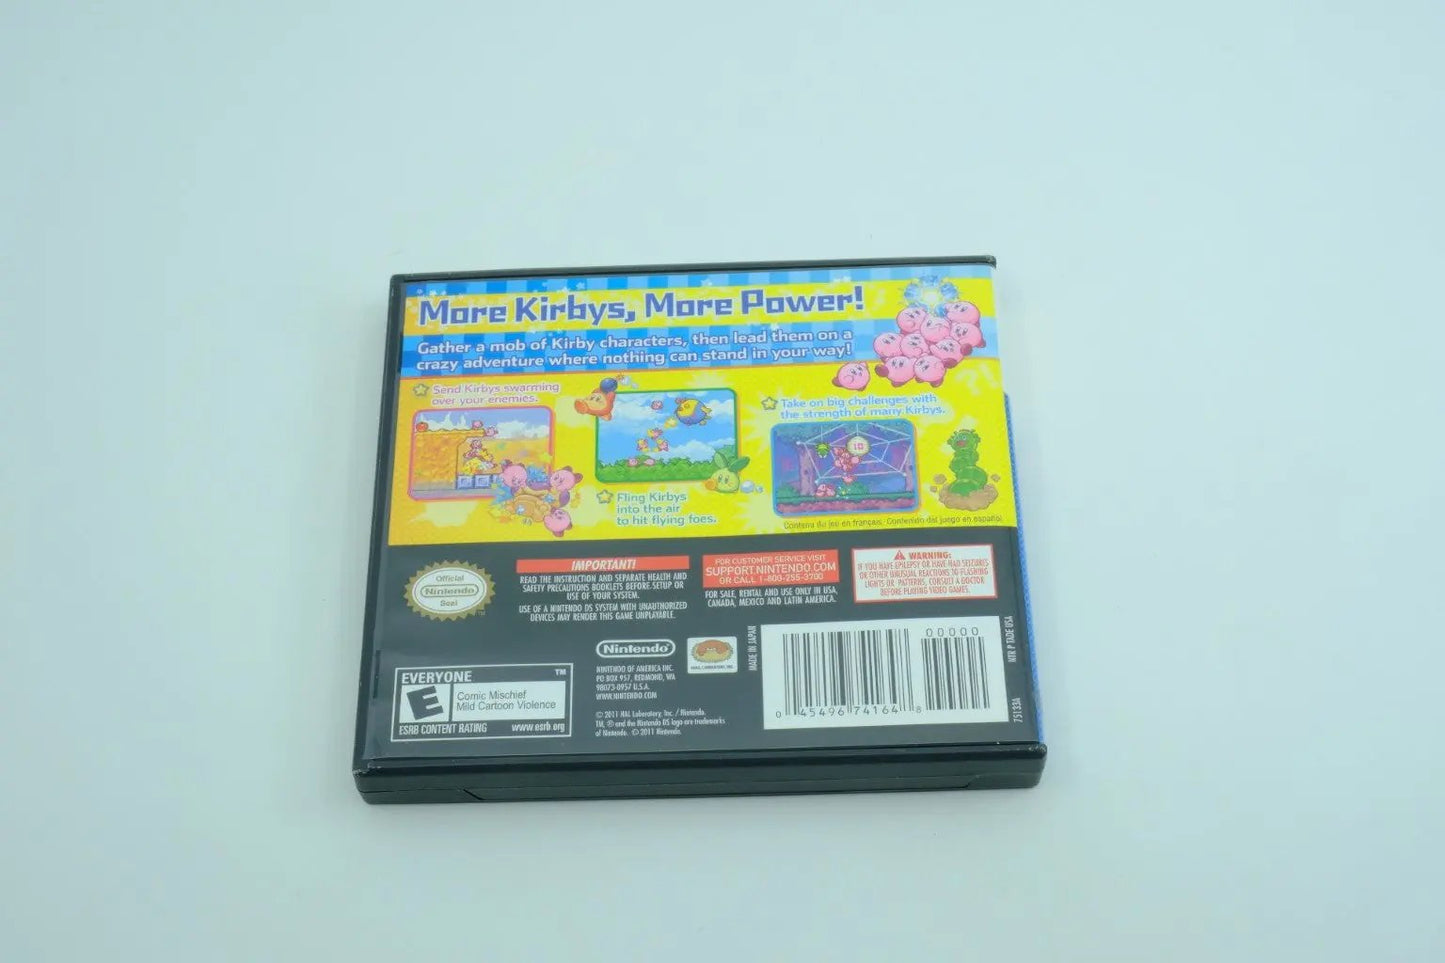 More Kirbys, More Power!
Gather a mob of Kirby characters, then lead them on a
crazy adventure where nothing can stand in your way!
Send Kirbys swarming
over your enemies.
Fling Kirbys
into the air
to hit flying foes.
Take on big challenges with
the strength of many Kirbys.
10
?!
Contenu du jeu en français. Contenido del juego en español.
Official
Nintendo
Seal
TM
IMPORTANT!
READ THE INSTRUCTION AND SEPARATE HEALTH AND
SAFETY PRECAUTIONS BOOKLETS BEFORE SETUP OR
USE OF YOUR SYSTEM.
USE OF A NINTENDO DS SYSTEM WITH UNAUTHORIZED
DEVICES MAY RENDER THIS GAME UNPLAYABLE.
FOR CUSTOMER SERVICE VISIT
SUPPORT.NINTENDO.COM
OR CALL 1-800-255-3700
FOR SALE, RENTAL AND USE ONLY IN USA,
CANADA, MEXICO AND LATIN AMERICA.
WARNING:
IF YOU HAVE EPILEPSY OR HAVE HAD SEIZURES
OR OTHER UNUSUAL REACTIONS TO FLASHING
LIGHTS OR PATTERNS, CONSULT A DOCTOR
BEFORE PLAYING VIDEO GAMES.
EVERYONE
TM
E
Comic Mischief
Mild Cartoon Violence
ESRB CONTENT RATING www.esrb.org
Nintendo®
NINTENDO OF AMERICA INC.
PO BOX 957, REDMOND, WA
98073-0957 U.S.A.
WWW.NINTENDO.COM
© 2011 HAL Laboratory, Inc. / Nintendo.
TM, ® and the Nintendo DS logo are trademarks
of Nintendo. © 2011 Nintendo.
HAL LABORATORY, INC.
MADE IN JAPAN
00000
0 45496 74164 8
NTR P TADE USA
75133A